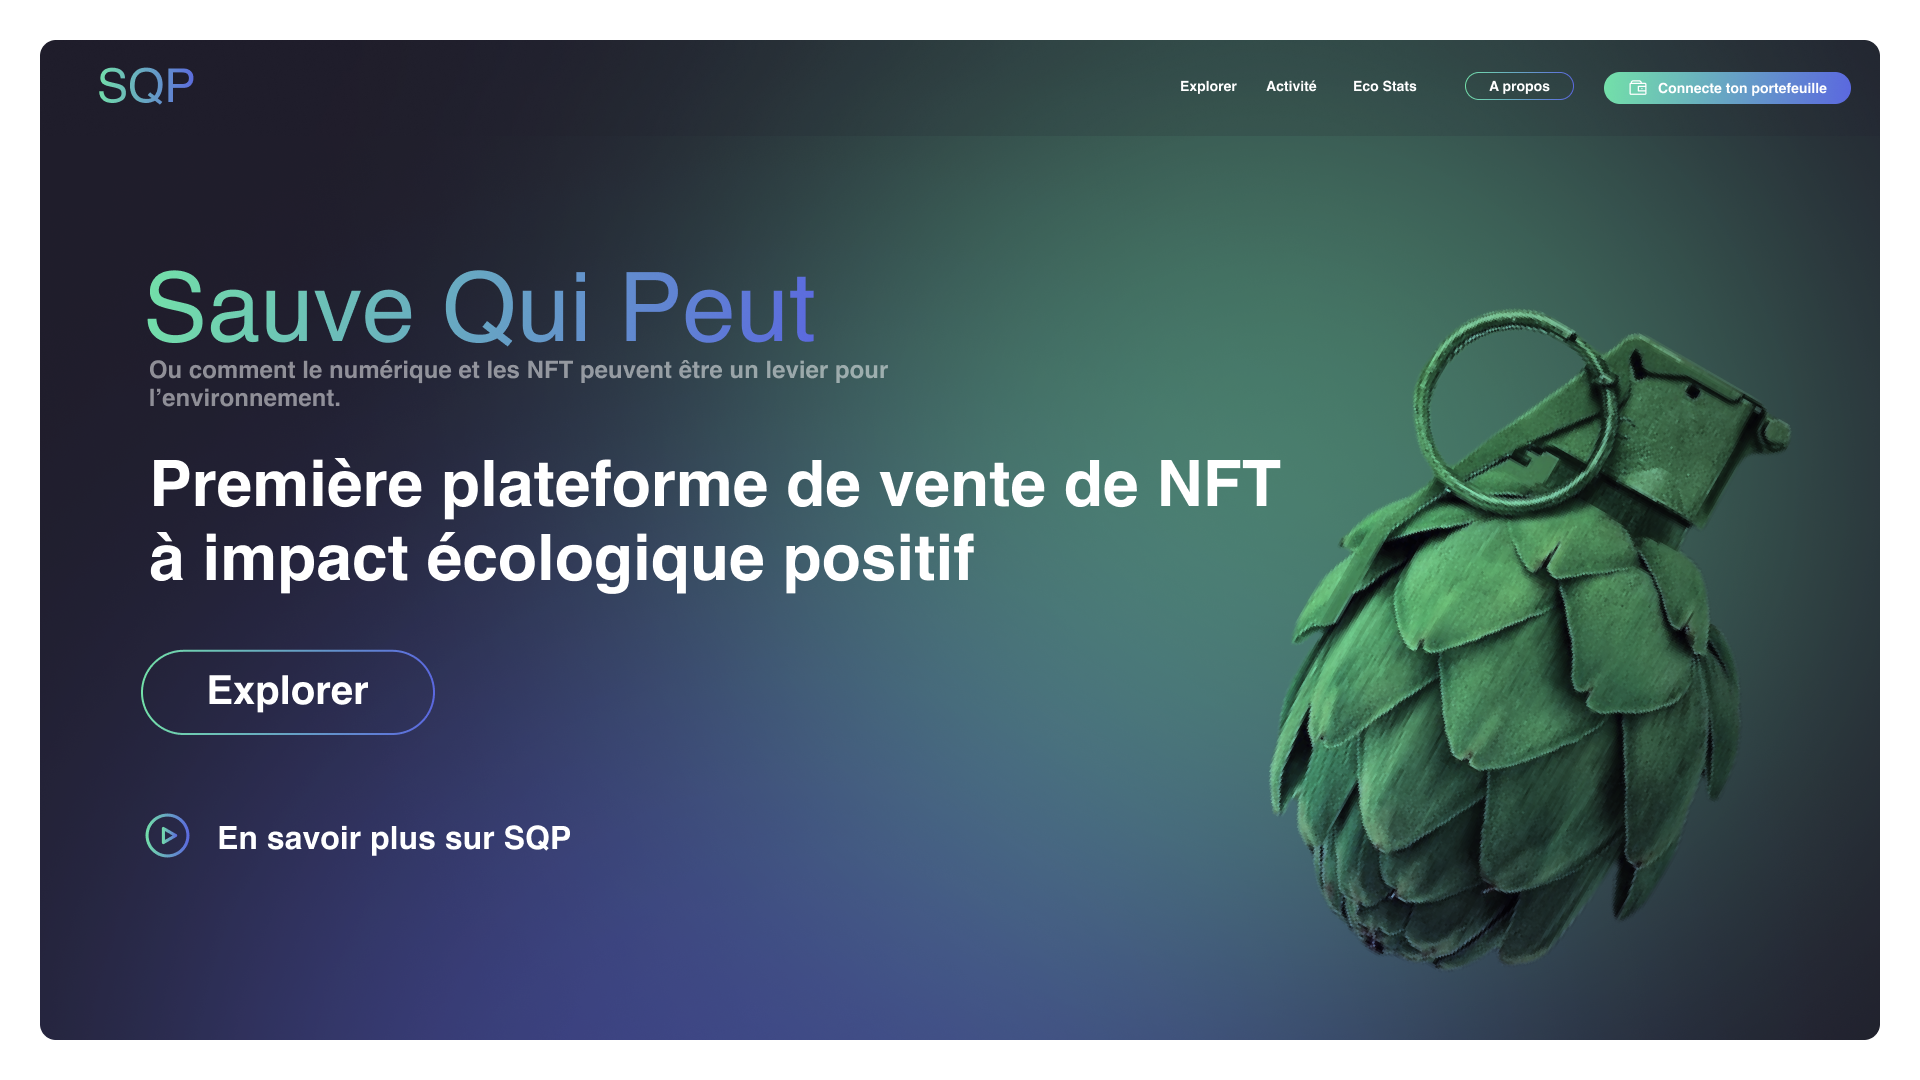 SQP
Explorer
Activité
Eco Stats
A propos
Connecte ton portefeuille
Sauve Qui Peut
Ou comment le numérique et les NFT peuvent être un levier pour
l’environnement.
Première plateforme de vente de NFT
à impact écologique positif
Explorer
En savoir plus sur SQP